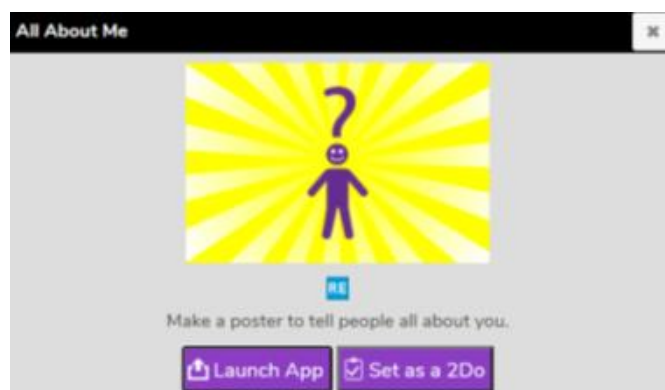 All About Me
RE
Make a poster to tell people all about you.
Launch App
Set as a 2Do